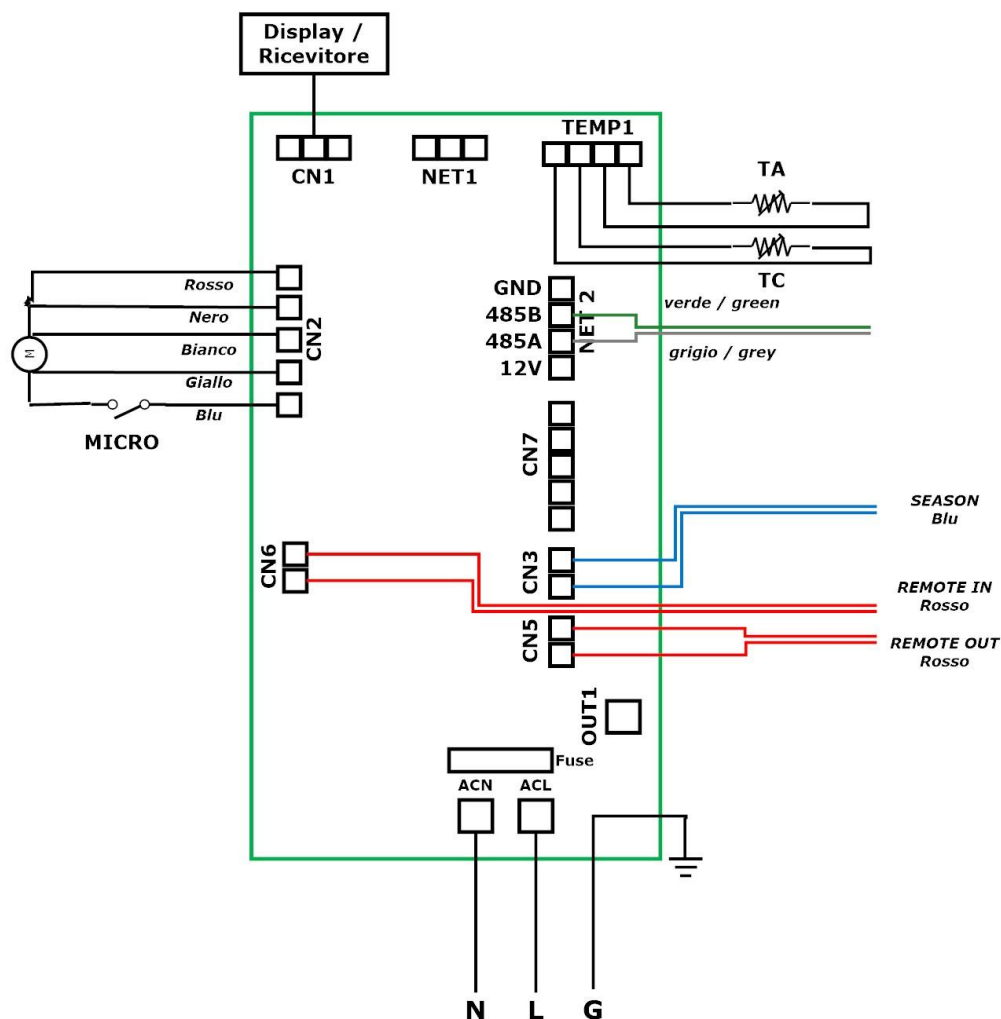 Display /
Ricevitore
TEMP1
CN1
NET1
TA
TC
Rosso
Nero
Bianco
Giallo
Blu
CN2
M
MICRO
GND
485B
485A
12V
NET 2
verde / green
grigio / grey
CN7
SEASON
Blu
CN6
CN3
REMOTE IN
Rosso
CN5
REMOTE OUT
Rosso
OUT1
Fuse
ACN
ACL
N
L
G